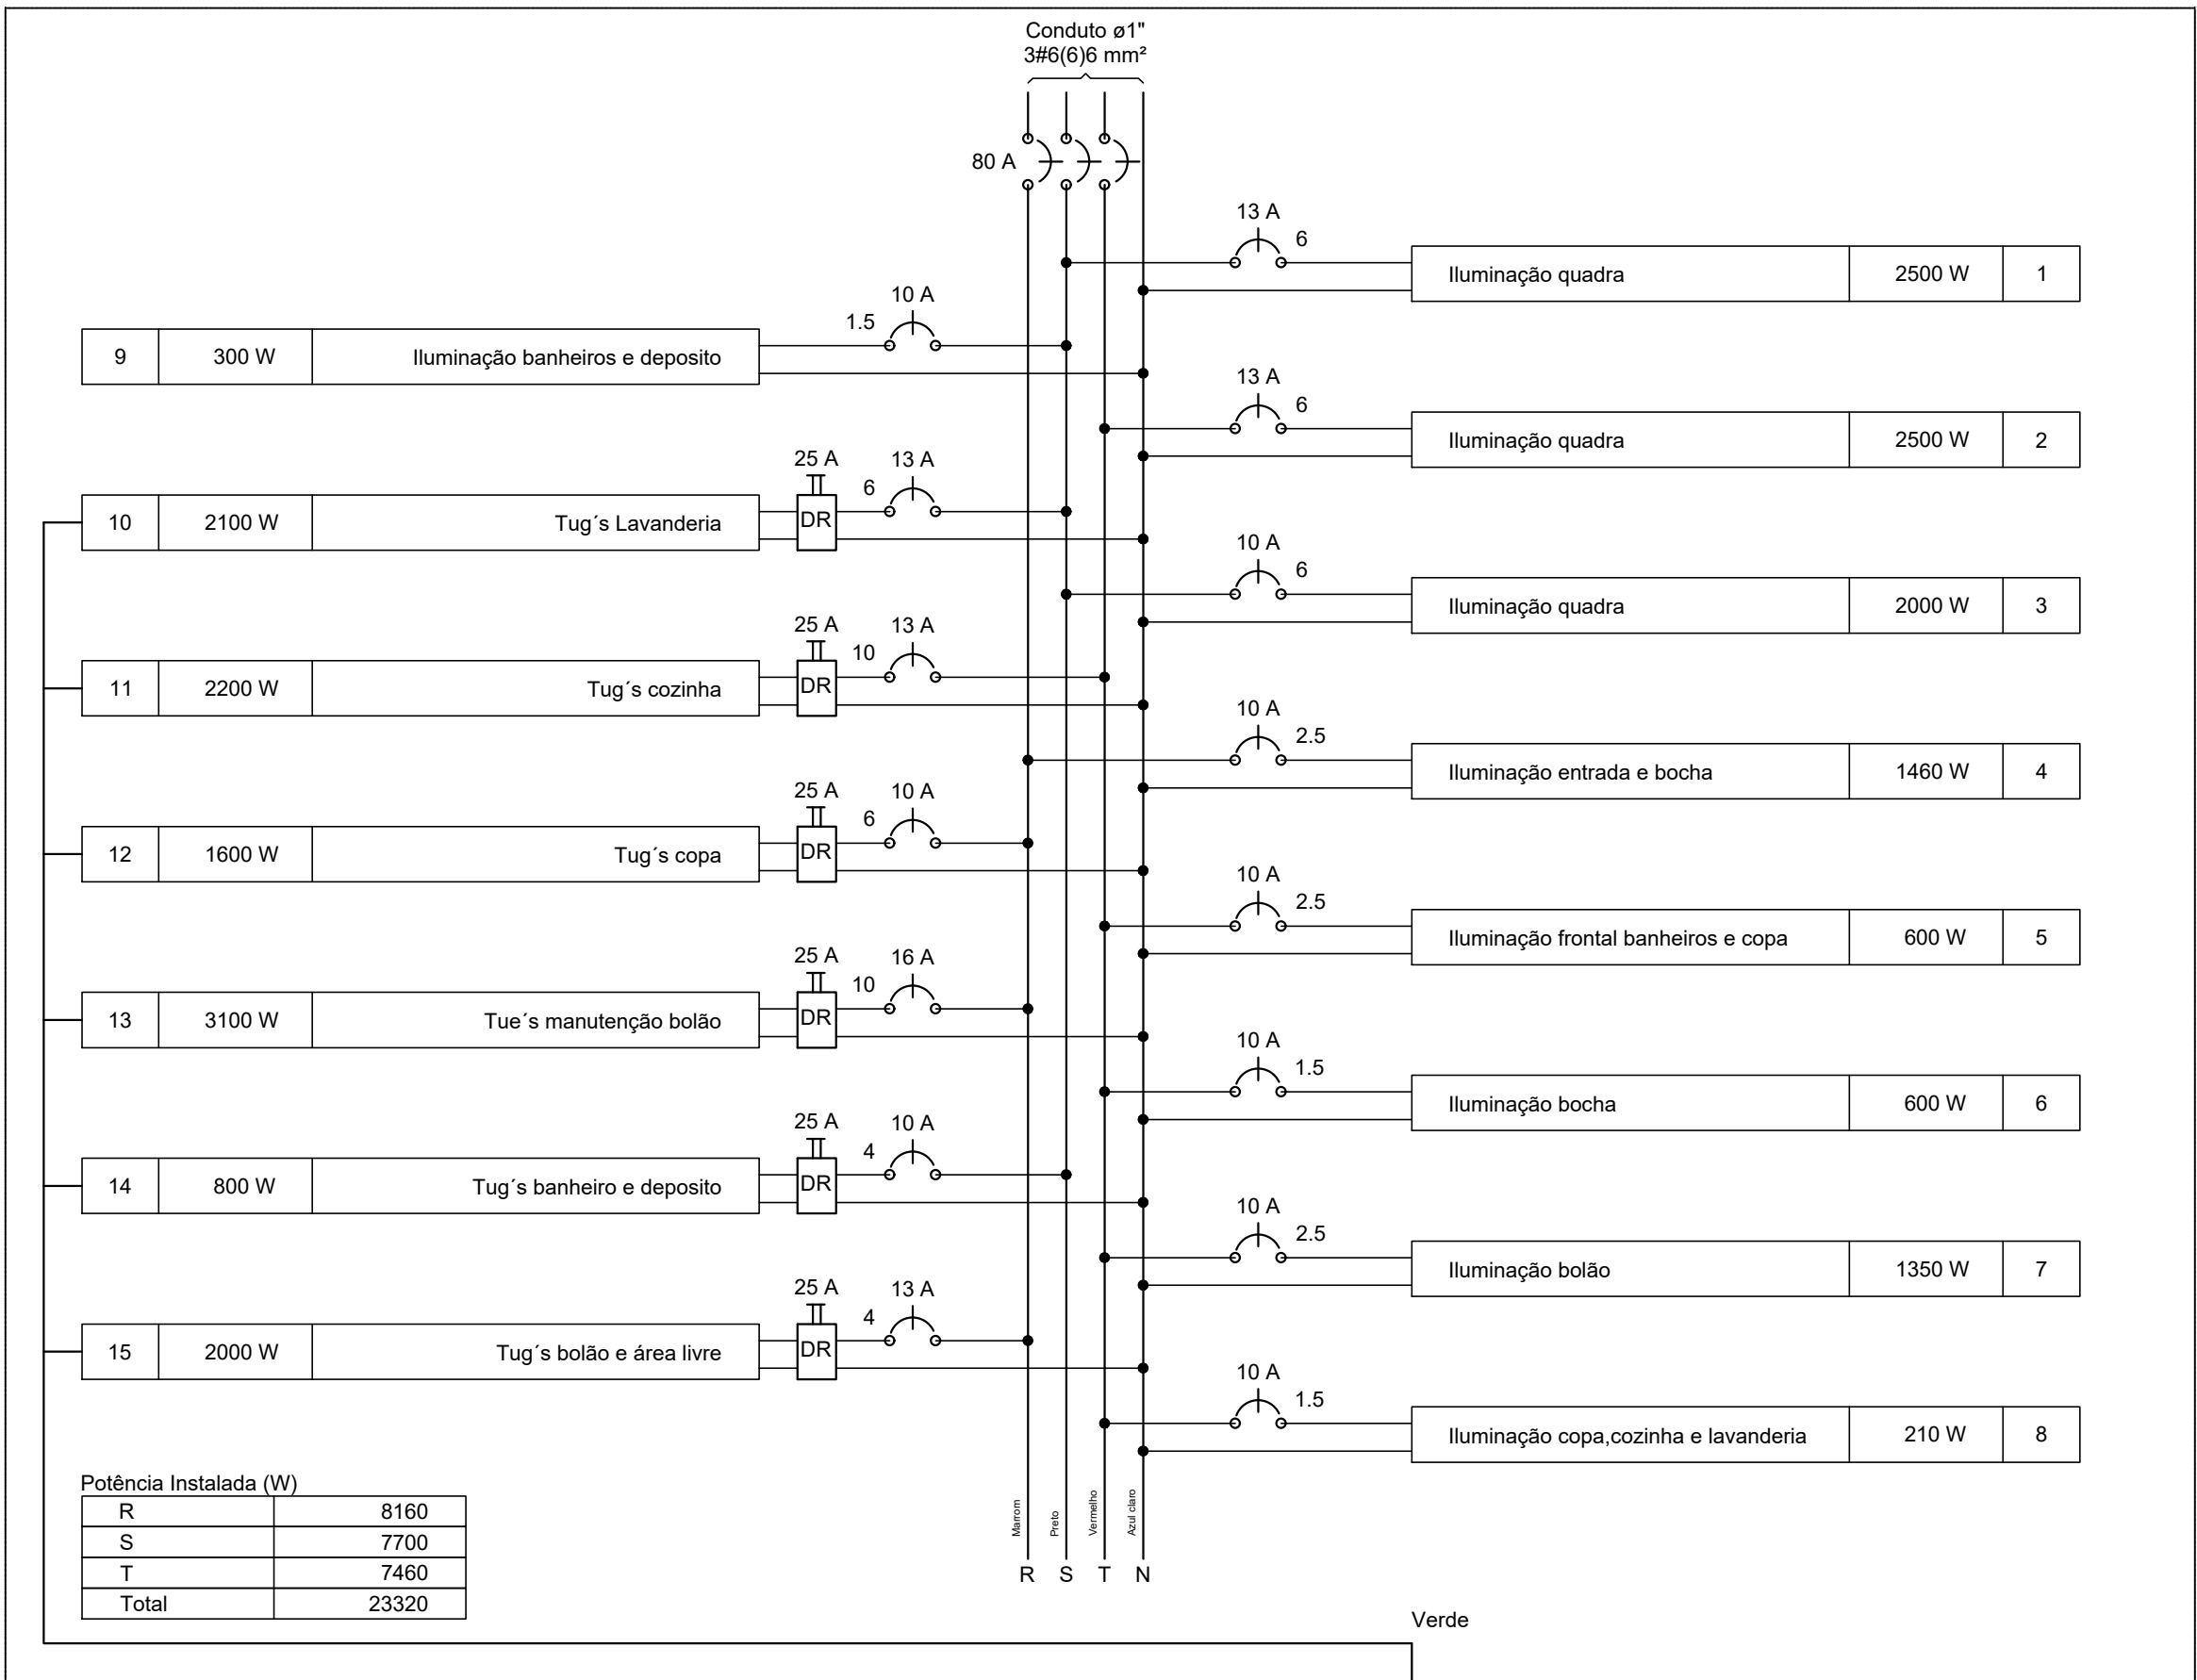 Conduto ø1"
3#6(6)6 mm²
80 A
13 A
6
Iluminação quadra 2500 W 1
10 A
1.5
9 300 W Iluminação banheiros e deposito
13 A
6
Iluminação quadra 2500 W 2
25 A 13 A
6
10 2100 W Tug´s Lavanderia DR
10 A
6
Iluminação quadra 2000 W 3
25 A 13 A
10
11 2200 W Tug´s cozinha DR
10 A
2.5
Iluminação entrada e bocha 1460 W 4
25 A 10 A
6
12 1600 W Tug´s copa DR
10 A
2.5
Iluminação frontal banheiros e copa 600 W 5
25 A 16 A
10
13 3100 W Tue´s manutenção bolão DR
10 A
1.5
Iluminação bocha 600 W 6
25 A 10 A
4
14 800 W Tug´s banheiro e deposito DR
10 A
2.5
Iluminação bolão 1350 W 7
25 A 13 A
4
15 2000 W Tug´s bolão e área livre DR
10 A
1.5
Iluminação copa,cozinha e lavanderia 210 W 8
Potência Instalada (W)
R 8160
S 7700
T 7460
Total 23320
Marrom
Preto
Vermelho
Azul claro
R S T N
Verde